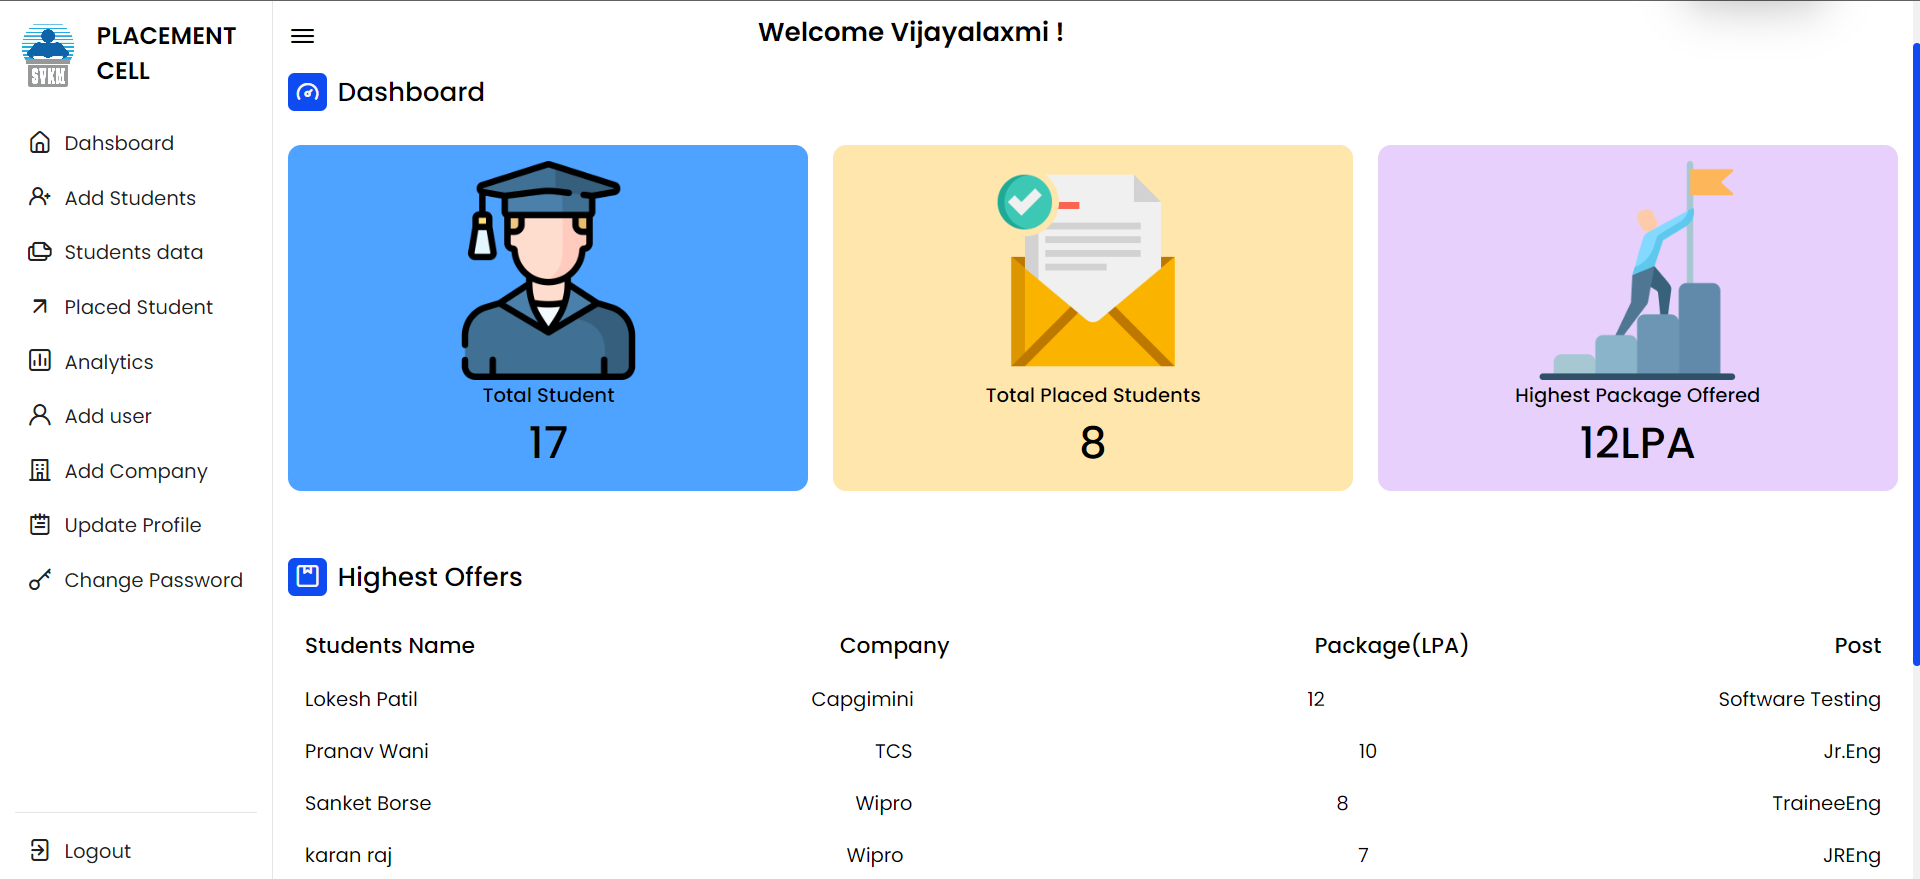 PLACEMENT
CELL
SVKM
Dahsboard
Add Students
Students data
Placed Student
Analytics
Add user
Add Company
Update Profile
Change Password
Logout
Welcome Vijayalaxmi !
Dashboard
Total Student
17
Total Placed Students
8
Highest Package Offered
12LPA
Highest Offers
Students Name Company Package(LPA) Post
Lokesh Patil Capgimini 12 Software Testing
Pranav Wani TCS 10 Jr.Eng
Sanket Borse Wipro 8 TraineeEng
karan raj Wipro 7 JREng